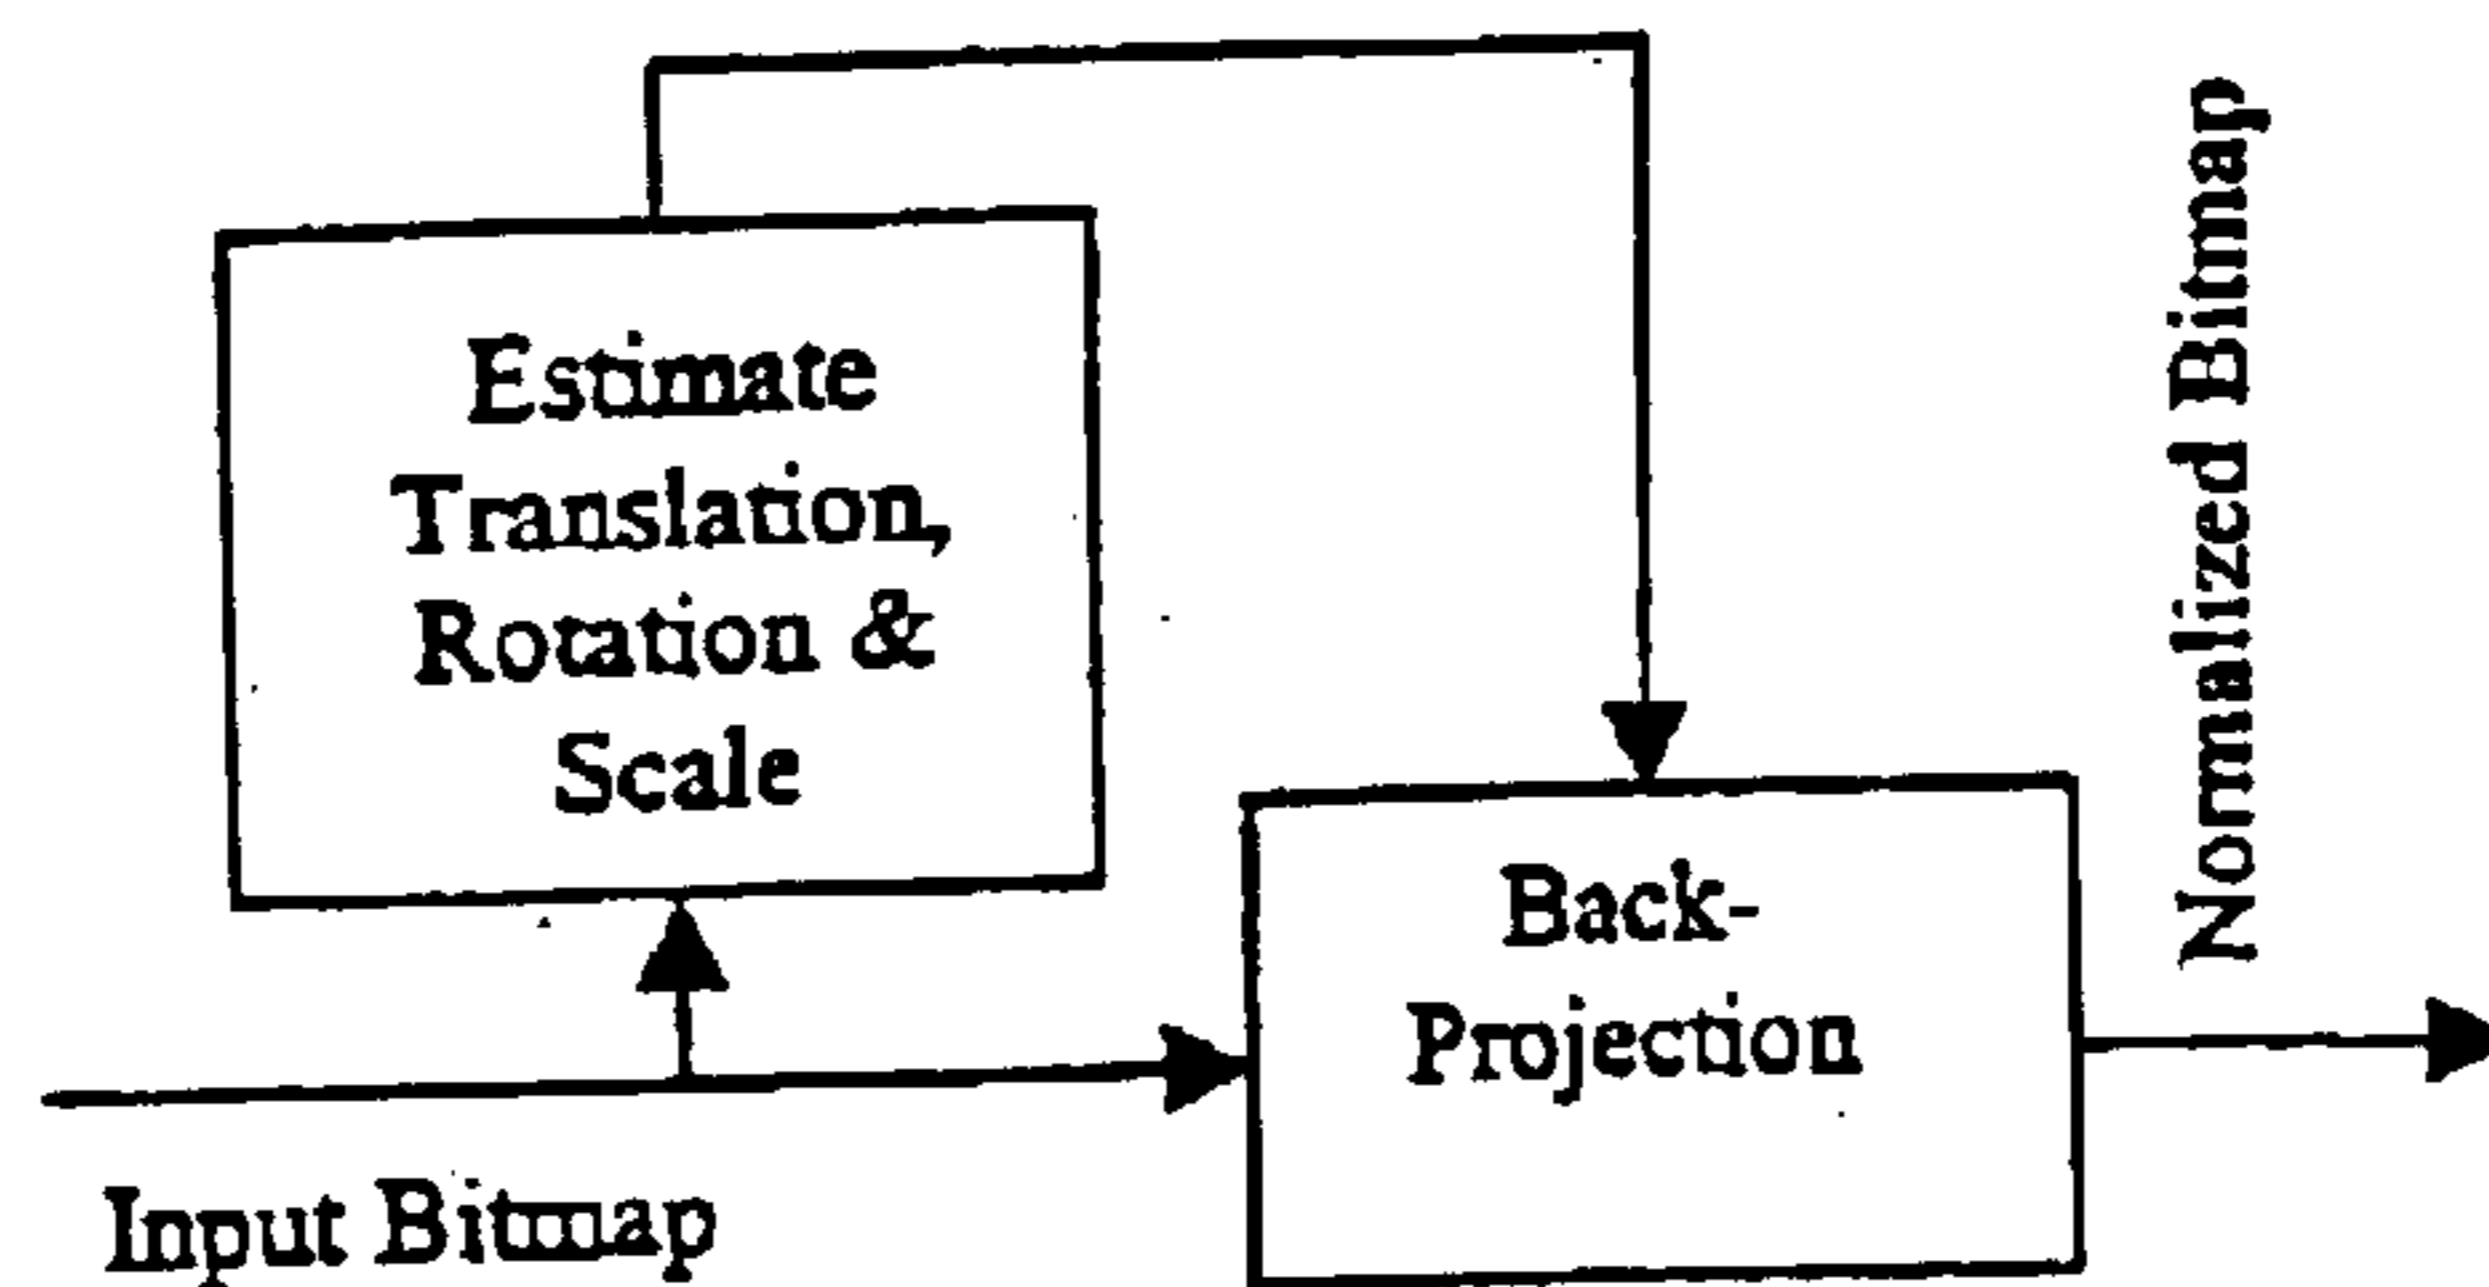 Estimate
Translation,
Rotation &
Scale
Back-
Projection
Input Bitmap
Normalized Bitmap